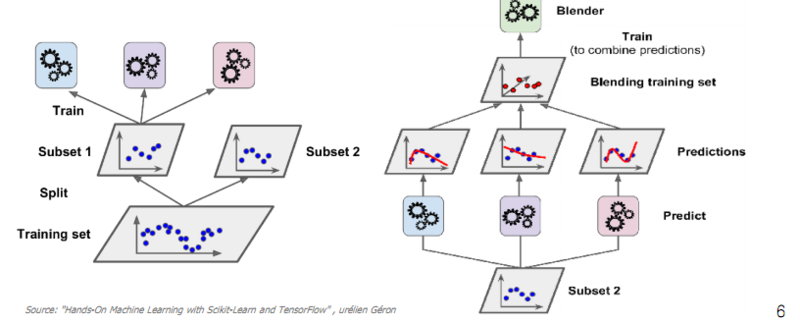 Train
Subset 1
Subset 2
Split
Training set
Blender
Train
(to combine predictions)
Blending training set
Predictions
Predict
Subset 2
Source: "Hands-On Machine Learning with Scikit-Learn and TensorFlow" , urélien Géron
6